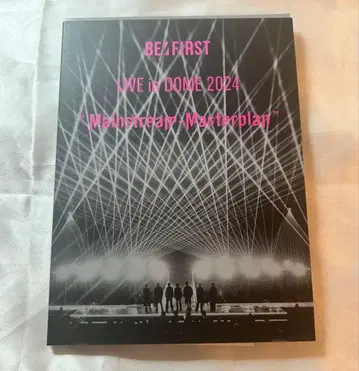 BE:FIRST
LIVE in DOME 2024
"Mainstream Masterplan"